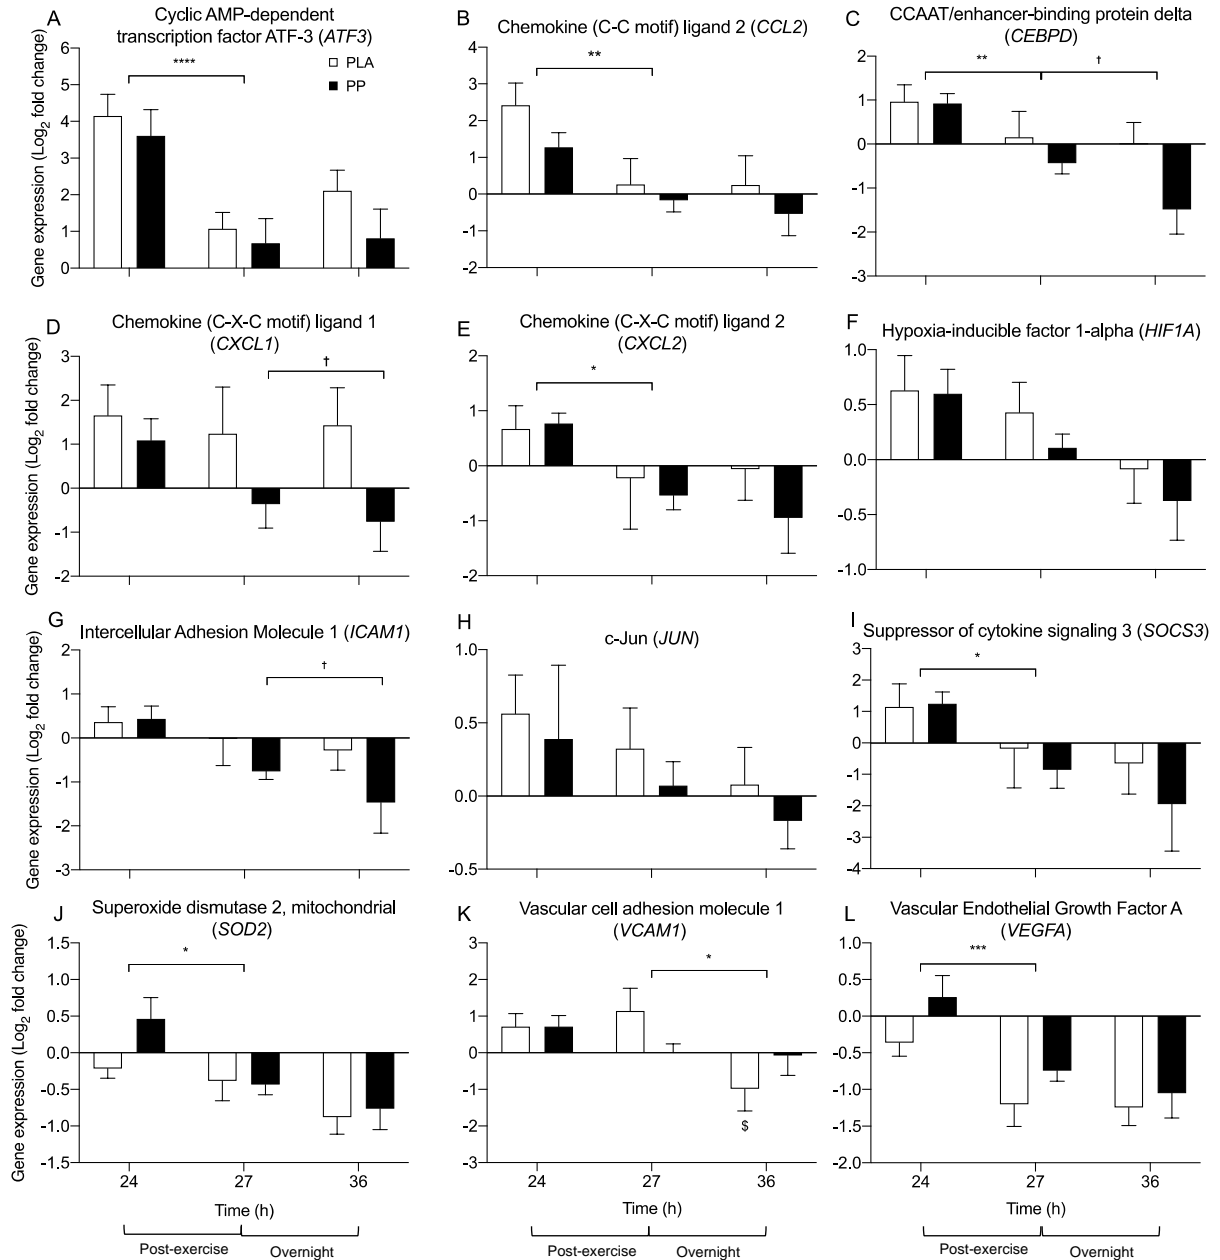 A
Cyclic AMP-dependent
transcription factor ATF-3 (ATF3)
Gene expression (Log2 fold change)
6
5
4
3
2
1
0
****
PLA
PP
B
Chemokine (C-C motif) ligand 2 (CCL2)
4
3
2
1
0
-1
-2
**
C
CCAAT/enhancer-binding protein delta
(CEBPD)
2
1
0
-1
-2
-3
**
†
D
Chemokine (C-X-C motif) ligand 1
(CXCL1)
Gene expression (Log2 fold change)
3
2
1
0
-1
-2
†
E
Chemokine (C-X-C motif) ligand 2
(CXCL2)
2
1
0
-1
-2
*
F
Hypoxia-inducible factor 1-alpha (HIF1A)
1.0
0.5
0.0
-0.5
-1.0
G
Intercellular Adhesion Molecule 1 (ICAM1)
Gene expression (Log2 fold change)
2
1
0
-1
-2
-3
†
H
c-Jun (JUN)
1.0
0.5
0.0
-0.5
I
Suppressor of cytokine signaling 3 (SOCS3)
3
2
1
0
-1
-2
-3
-4
*
J
Superoxide dismutase 2, mitochondrial
(SOD2)
Gene expression (Log2 fold change)
1.5
1.0
0.5
0.0
-0.5
-1.0
-1.5
*
24
27
36
Time (h)
Post-exercise
Overnight
K
Vascular cell adhesion molecule 1
(VCAM1)
3
2
1
0
-1
-2
-3
*
$
24
27
36
Time (h)
Post-exercise
Overnight
L
Vascular Endothelial Growth Factor A
(VEGFA)
1.0
0.5
0.0
-0.5
-1.0
-1.5
-2.0
***
24
27
36
Time (h)
Post-exercise
Overnight